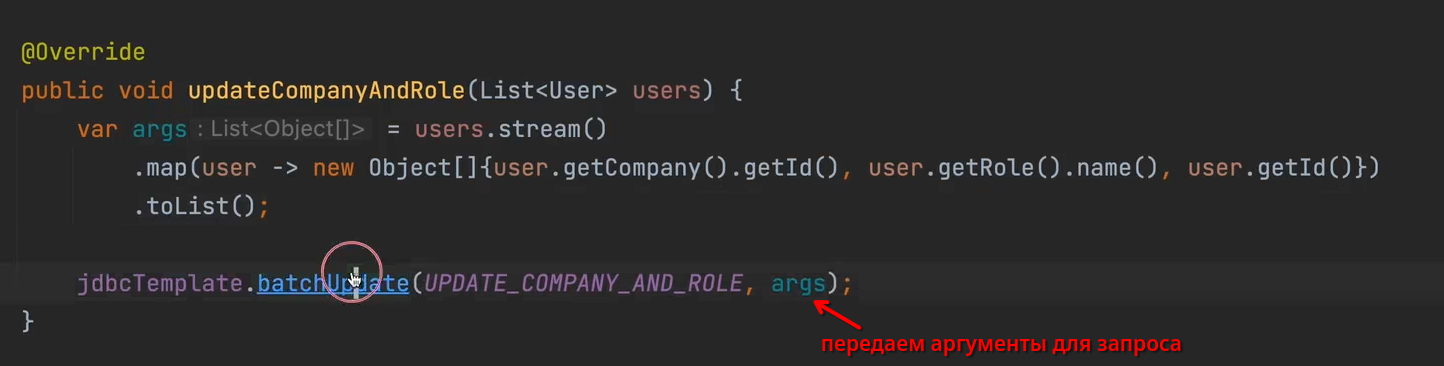 @Override
public void updateCompanyAndRole(List<User> users) {
var args : List<Object[]> = users.stream()
.map(user -> new Object[]{user.getCompany().getId(), user.getRole().name(), user.getId()})
.toList();
jdbcTemplate.batchUpdate(UPDATE_COMPANY_AND_ROLE, args);
}
передаем аргументы для запроса